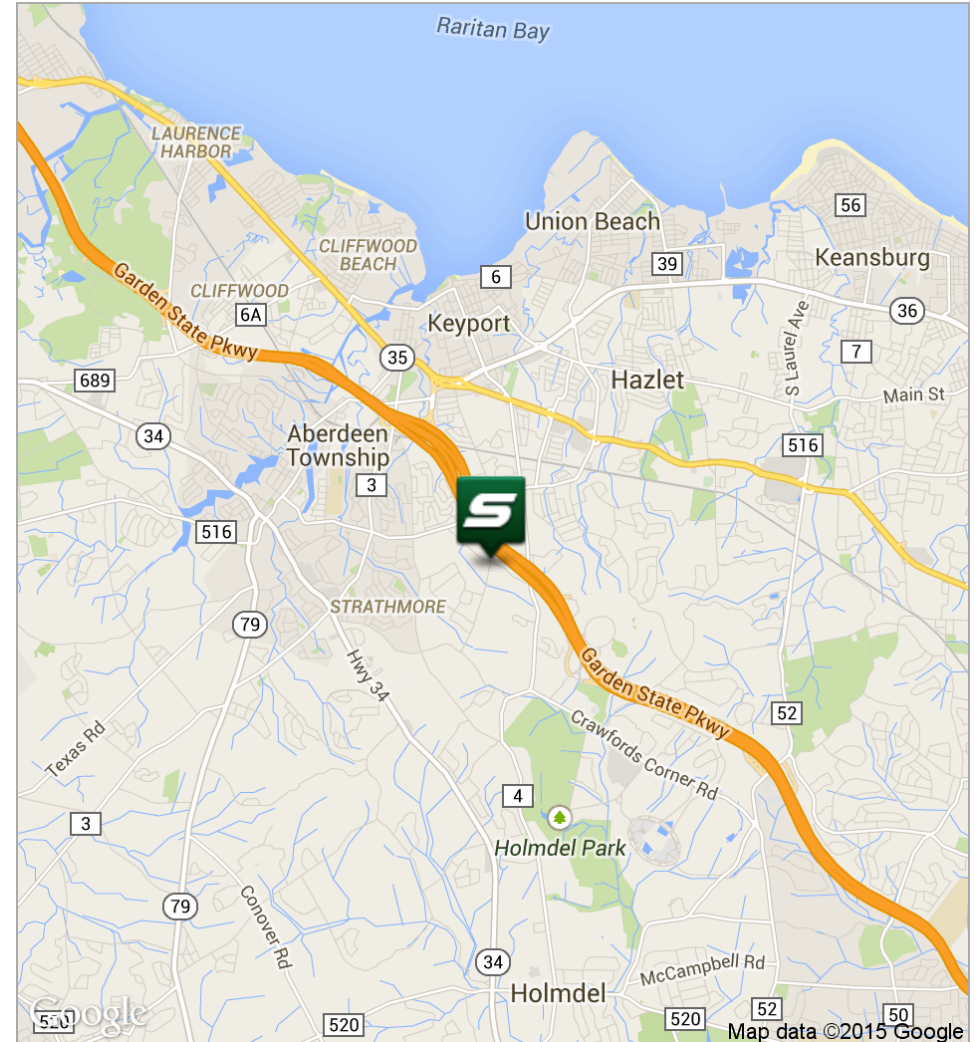 Raritan Bay
LAURENCE
HARBOR
56
Union Beach
CLIFFWOOD
BEACH
39
Keansburg
6
CLIFFWOOD
Garden State Pkwy
6A
36
Keyport
S Laurel Ave
35
7
689
Hazlet
Main St
34
Aberdeen
Township
516
3
S
516
STRATHMORE
79
Hwy 34
Garden State Pkwy
52
Texas Rd
Crawfords Corner Rd
4
3
Holmdel Park
79
Conover Rd
34
McCampbell Rd
Holmdel
Google
520
520
520
52
50
Map data ©2015 Google